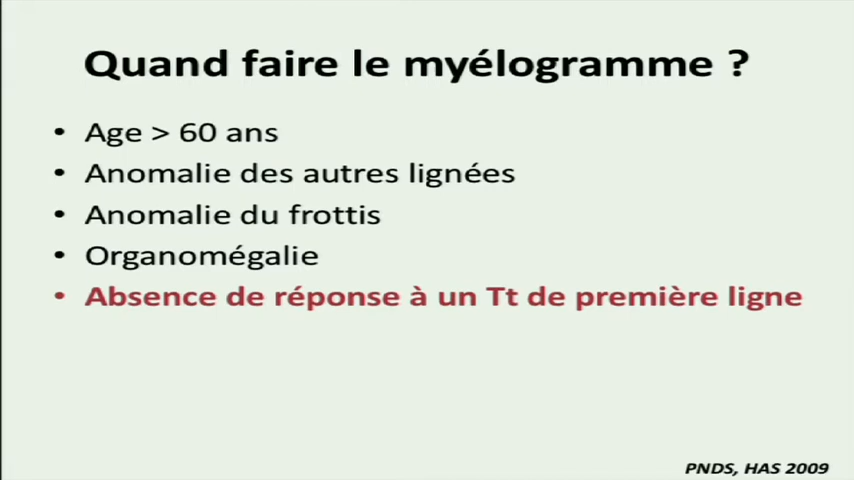 Quand faire le myélogramme ?
• Age > 60 ans
• Anomalie des autres lignées
• Anomalie du frottis
• Organomégalie
• Absence de réponse à un Tt de première ligne
PNDS, HAS 2009